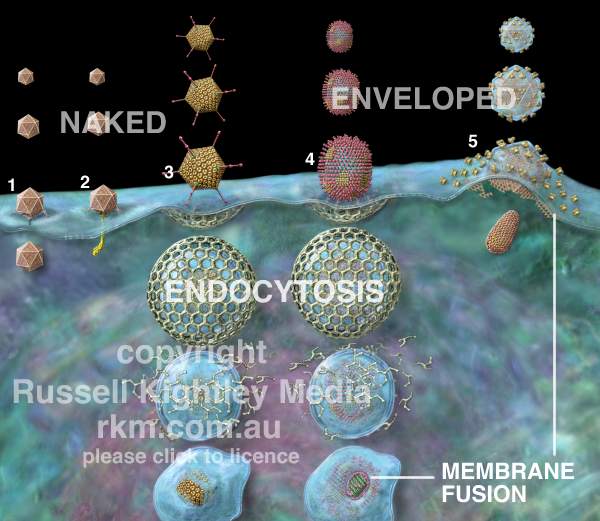 NAKED
ENVELOPED
1
2
3
4
5
ENDOCYTOSIS
copyright
Russell Kightley Media
rkm.com.au
please click to licence
MEMBRANE
FUSION